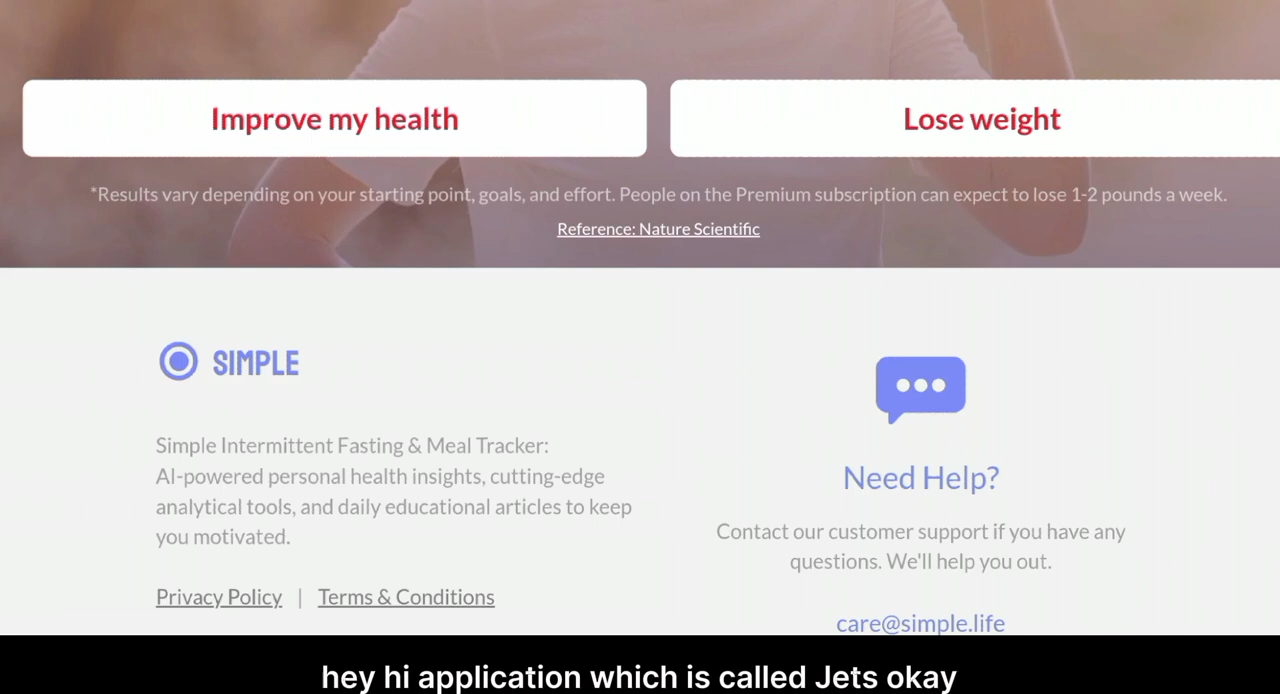 Improve my health
Lose weight
*Results vary depending on your starting point, goals, and effort. People on the Premium subscription can expect to lose 1-2 pounds a week.
Reference: Nature Scientific
SIMPLE
Simple Intermittent Fasting & Meal Tracker:
AI-powered personal health insights, cutting-edge
analytical tools, and daily educational articles to keep
you motivated.
Privacy Policy | Terms & Conditions
Need Help?
Contact our customer support if you have any
questions. We'll help you out.
care@simple.life
hey hi application which is called Jets okay